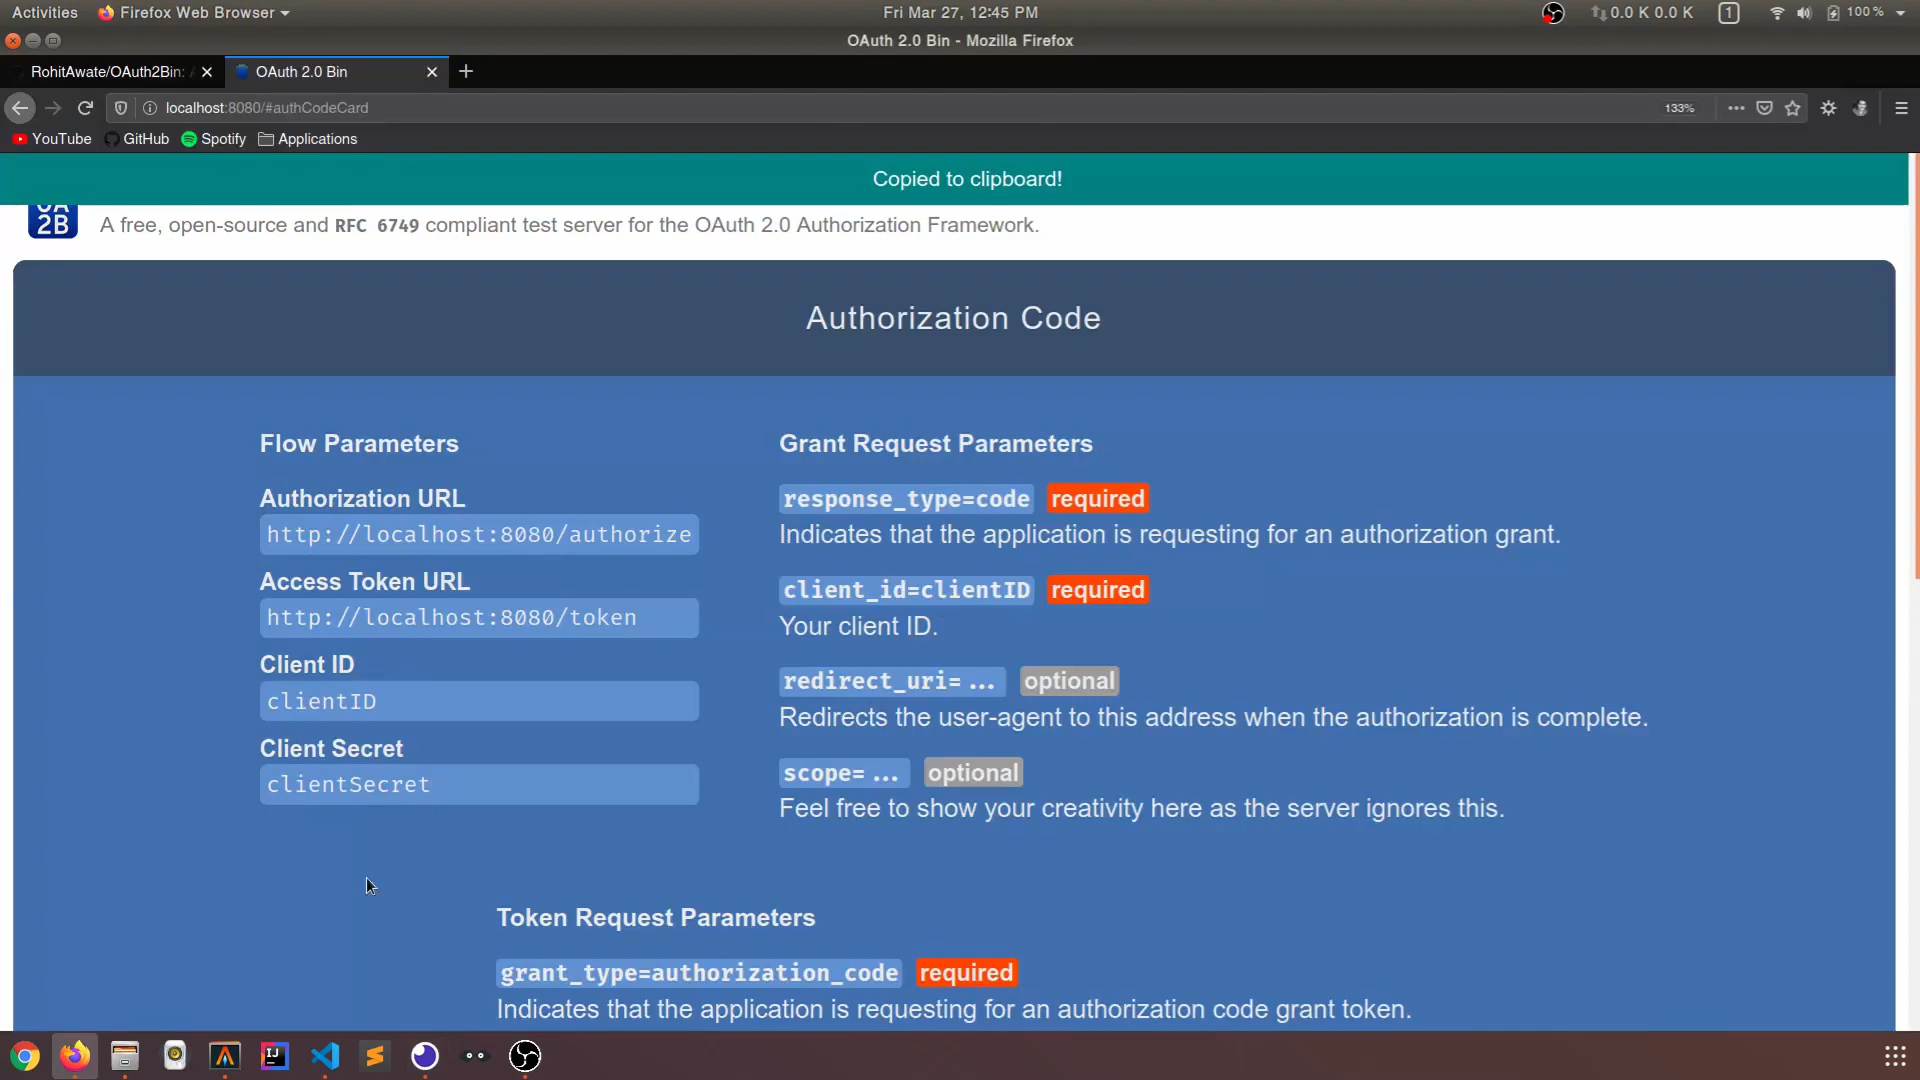 Activities Firefox Web Browser Fri Mar 27, 12:45 PM 0.0 K 0.0 K 1 100 %
OAuth 2.0 Bin - Mozilla Firefox
RohitAwate/OAuth2Bin: OAuth 2.0 Bin
localhost:8080/#authCodeCard 133%
YouTube GitHub Spotify Applications
Copied to clipboard!
OA
2B
A free, open-source and RFC 6749 compliant test server for the OAuth 2.0 Authorization Framework.
Authorization Code
Flow Parameters
Authorization URL
http://localhost:8080/authorize
Access Token URL
http://localhost:8080/token
Client ID
clientID
Client Secret
clientSecret
Grant Request Parameters
response_type=code required
Indicates that the application is requesting for an authorization grant.
client_id=clientID required
Your client ID.
redirect_uri= ... optional
Redirects the user-agent to this address when the authorization is complete.
scope= ... optional
Feel free to show your creativity here as the server ignores this.
Token Request Parameters
grant_type=authorization_code required
Indicates that the application is requesting for an authorization code grant token.
IJ